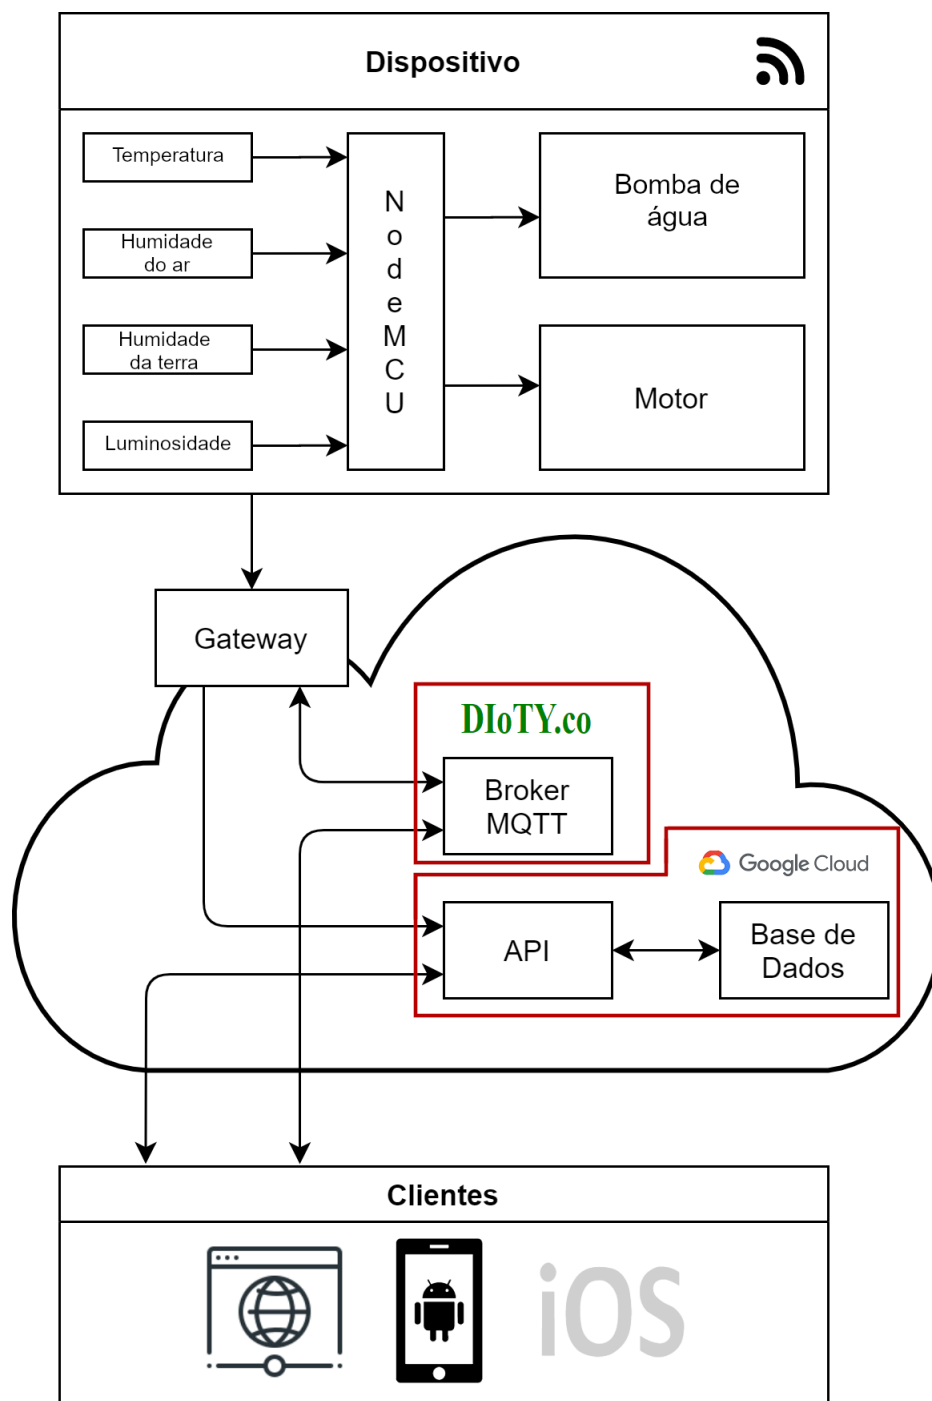 Dispositivo
Temperatura
Humidade
do ar
Humidade
da terra
Luminosidade
NodeMCU
Bomba de
água
Motor
Gateway
DIoTY.co
Broker
MQTT
Google Cloud
API
Base de
Dados
Clientes
iOS